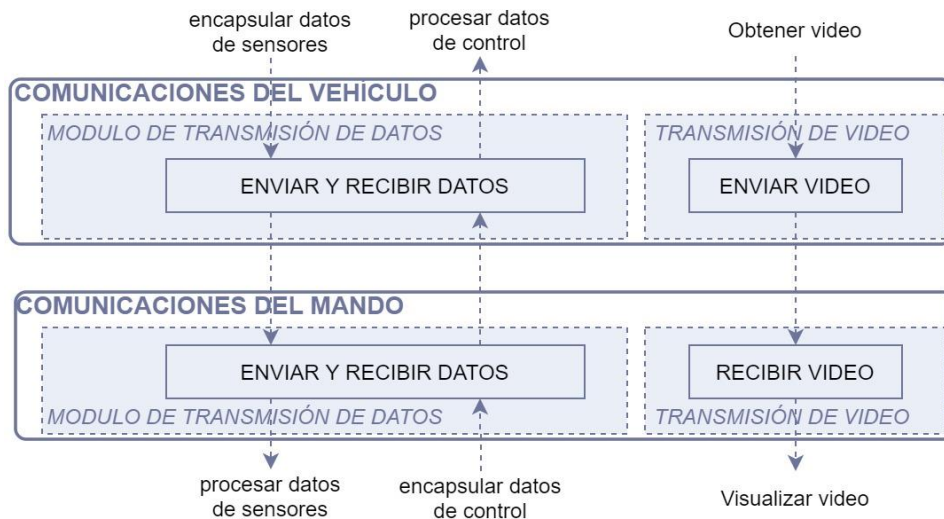 encapsular datos
de sensores
procesar datos
de control
Obtener video
COMUNICACIONES DEL VEHÍCULO
MODULO DE TRANSMISIÓN DE DATOS
TRANSMISIÓN DE VIDEO
ENVIAR Y RECIBIR DATOS
ENVIAR VIDEO
COMUNICACIONES DEL MANDO
ENVIAR Y RECIBIR DATOS
RECIBIR VIDEO
MODULO DE TRANSMISIÓN DE DATOS
TRANSMISIÓN DE VIDEO
procesar datos
de sensores
encapsular datos
de control
Visualizar video